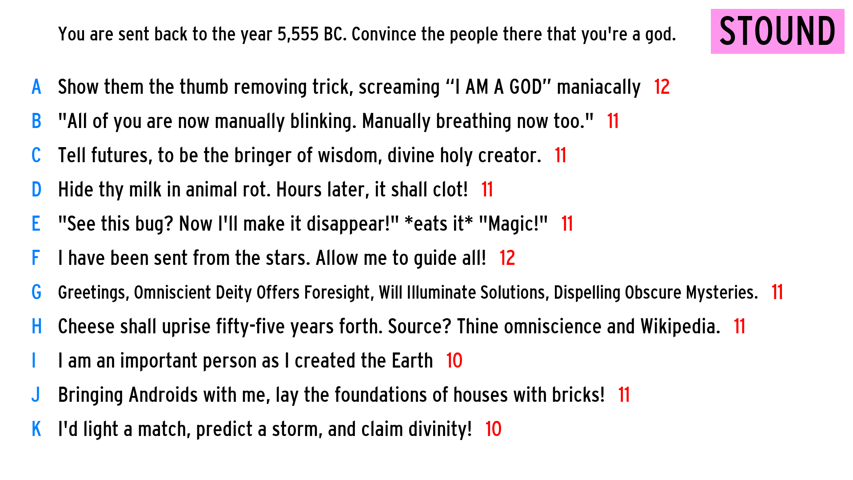 You are sent back to the year 5,555 BC. Convince the people there that you're a god.
STOUND
A Show them the thumb removing trick, screaming “I AM A GOD” maniacally 12
B "All of you are now manually blinking. Manually breathing now too." 11
C Tell futures, to be the bringer of wisdom, divine holy creator. 11
D Hide thy milk in animal rot. Hours later, it shall clot! 11
E "See this bug? Now I'll make it disappear!" *eats it* "Magic!" 11
F I have been sent from the stars. Allow me to guide all! 12
G Greetings, Omniscient Deity Offers Foresight, Will Illuminate Solutions, Dispelling Obscure Mysteries. 11
H Cheese shall uprise fifty-five years forth. Source? Thine omniscience and Wikipedia. 11
I I am an important person as I created the Earth 10
J Bringing Androids with me, lay the foundations of houses with bricks! 11
K I'd light a match, predict a storm, and claim divinity! 10